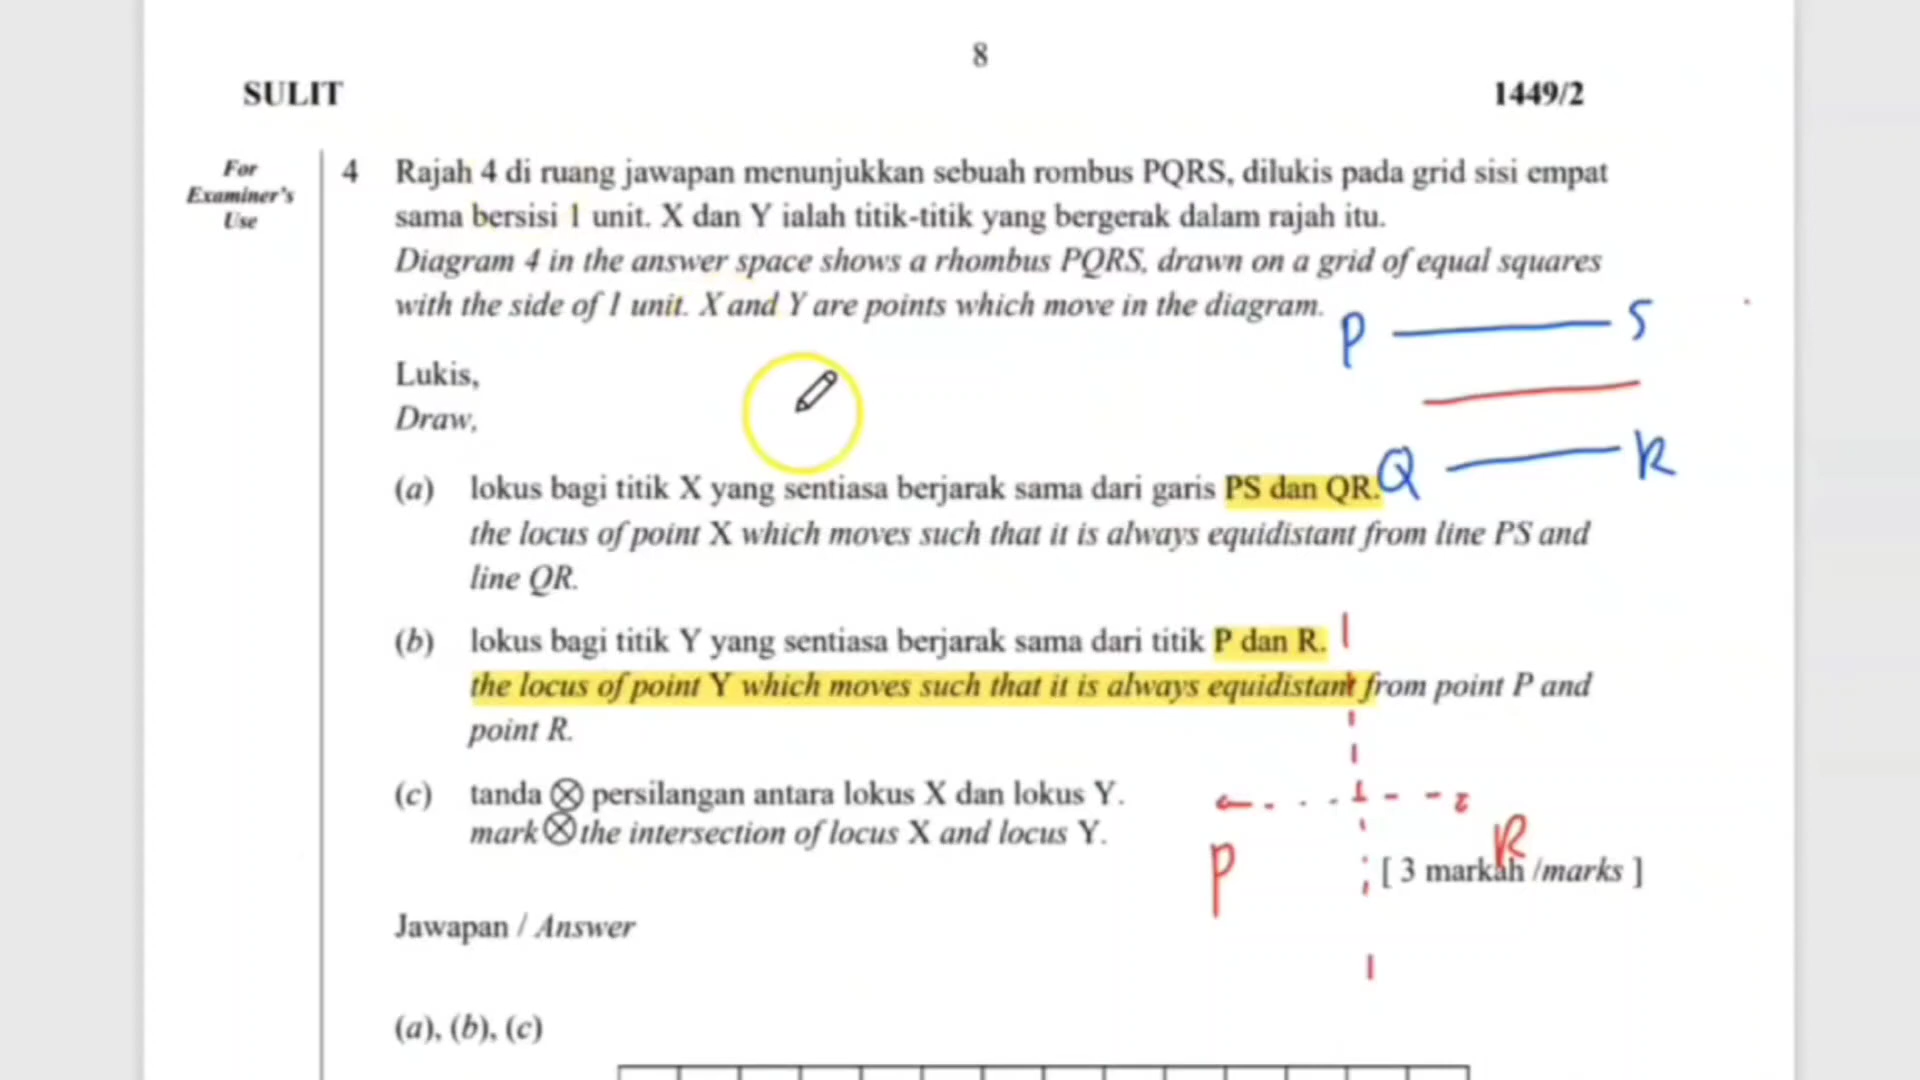 8
SULIT 1449/2
For
Examiner's
Use
4 Rajah 4 di ruang jawapan menunjukkan sebuah rombus PQRS, dilukis pada grid sisi empat
sama bersisi 1 unit. X dan Y ialah titik-titik yang bergerak dalam rajah itu.
Diagram 4 in the answer space shows a rhombus PQRS, drawn on a grid of equal squares
with the side of 1 unit. X and Y are points which move in the diagram.
P S
Lukis,
Draw,
Q R
(a) lokus bagi titik X yang sentiasa berjarak sama dari garis PS dan QR.
the locus of point X which moves such that it is always equidistant from line PS and
line QR.
(b) lokus bagi titik Y yang sentiasa berjarak sama dari titik P dan R.
the locus of point Y which moves such that it is always equidistant from point P and
point R.
(c) tanda ⊗ persilangan antara lokus X dan lokus Y.
mark ⊗ the intersection of locus X and locus Y.
P R
[ 3 markah /marks ]
Jawapan / Answer
(a), (b), (c)